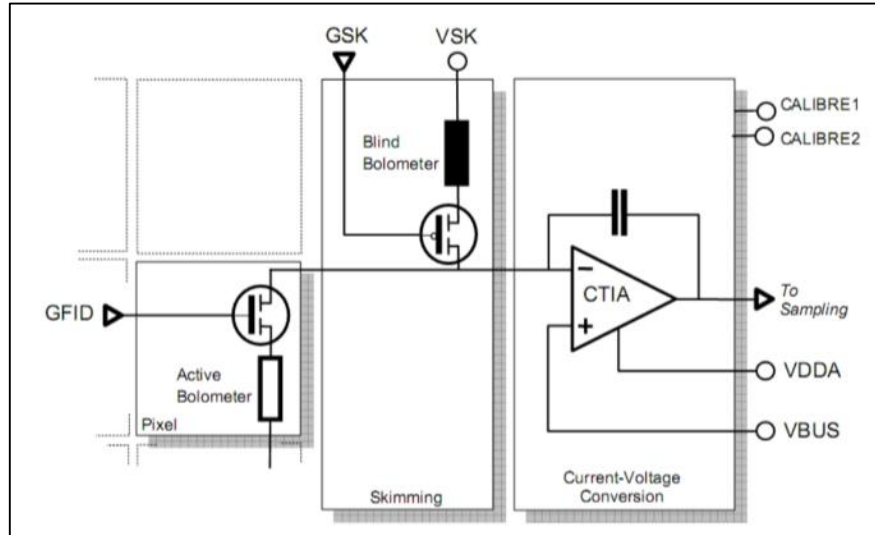 GSK
VSK
CALIBRE1
CALIBRE2
Blind
Bolometer
GFID
Active
Bolometer
Pixel
CTIA
To
Sampling
VDDA
VBUS
Skimming
Current-Voltage
Conversion